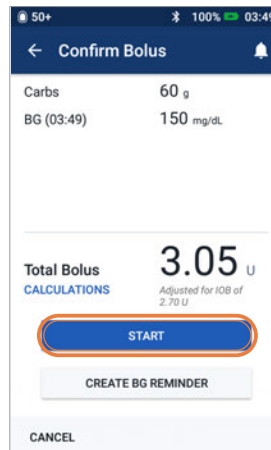 50+ 100% 03:49
Confirm Bolus
Carbs 60 g
BG (03:49) 150 mg/dL
Total Bolus 3.05 U
CALCULATIONS Adjusted for IOB of
2.70 U
START
CREATE BG REMINDER
CANCEL